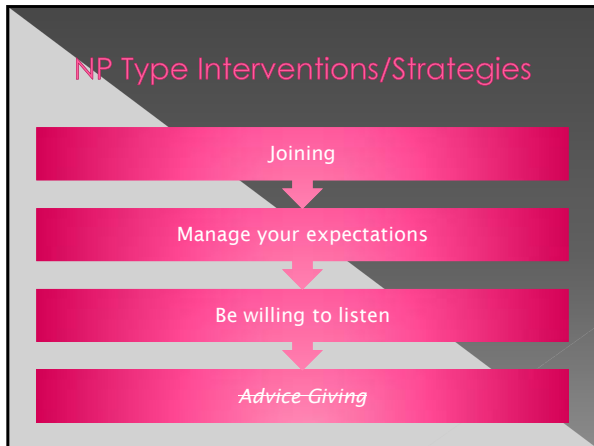 NP Type Interventions/Strategies
Joining
Manage your expectations
Be willing to listen
Advice Giving